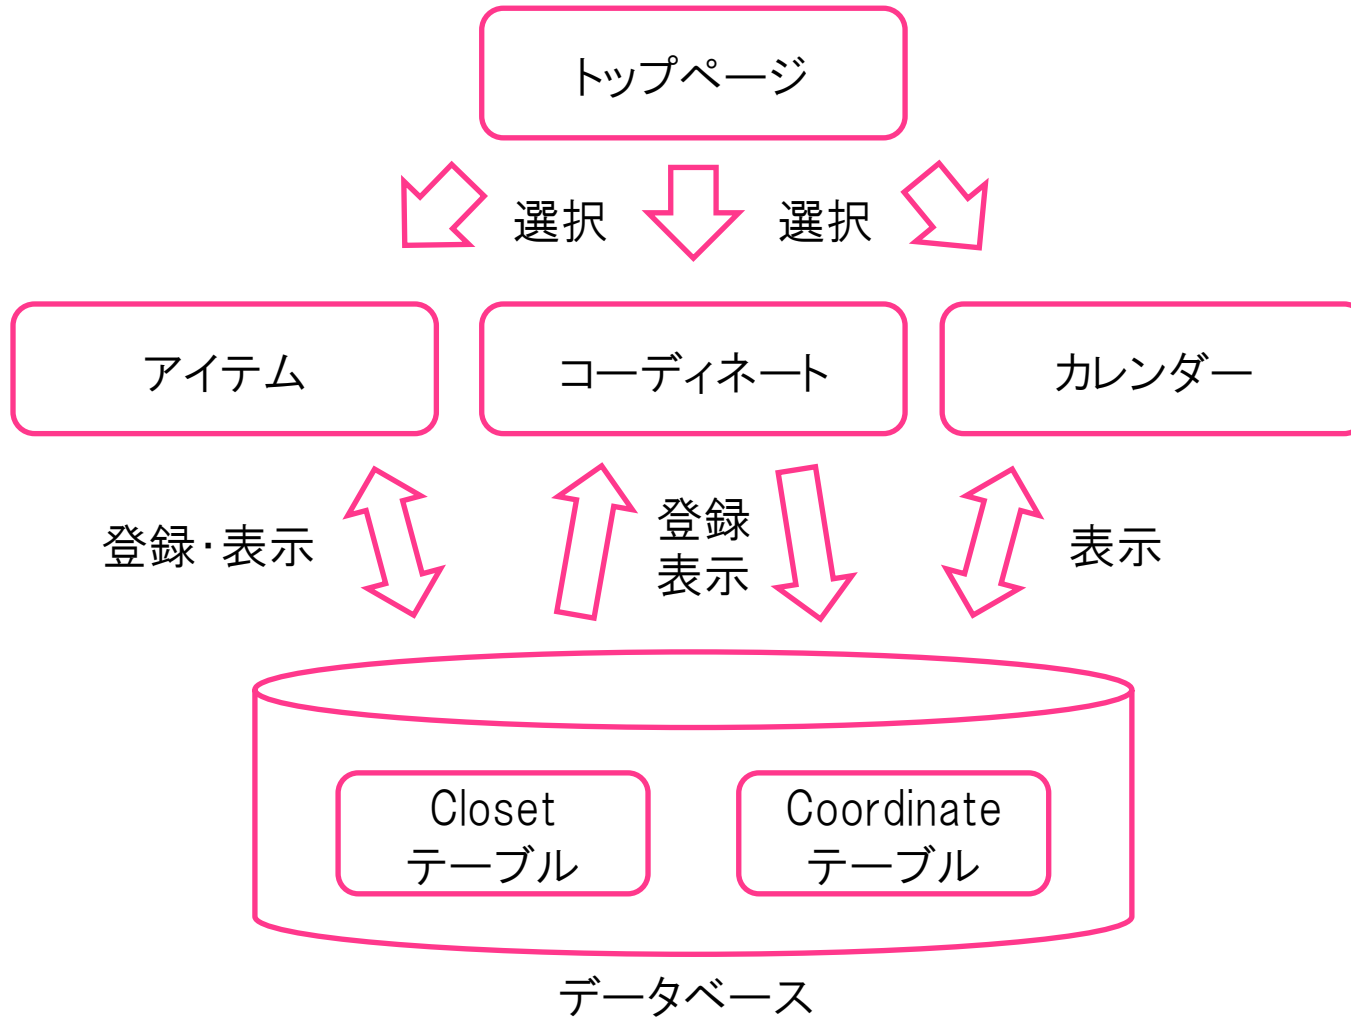 トップページ
選択
選択
アイテム
コーディネート
カレンダー
登録・表示
登録
表示
表示
Closet
テーブル
Coordinate
テーブル
データベース